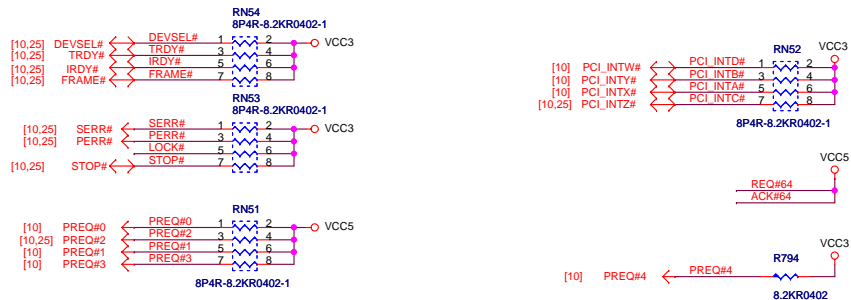 RN54
8P4R-8.2KR0402-1
[10,25] DEVSEL# DEVSEL# 1 2 VCC3
[10,25] TRDY# TRDY# 3 4
[10,25] IRDY# IRDY# 5 6
[10,25] FRAME# FRAME# 7 8
RN53
8P4R-8.2KR0402-1
[10,25] SERR# SERR# 1 2 VCC3
[10,25] PERR# PERR# 3 4
LOCK# 5 6
[10,25] STOP# STOP# 7 8
RN51
[10] PREQ#0 PREQ#0 1 2 VCC5
[10,25] PREQ#2 PREQ#2 3 4
[10] PREQ#1 PREQ#1 5 6
[10] PREQ#3 PREQ#3 7 8
8P4R-8.2KR0402-1
RN52 VCC3
[10] PCI_INTW# PCI_INTD# 1 2
[10] PCI_INTY# PCI_INTB# 3 4
[10] PCI_INTX# PCI_INTA# 5 6
[10,25] PCI_INTZ# PCI_INTC# 7 8
8P4R-8.2KR0402-1
VCC5
REQ#64
ACK#64
R794 VCC3
[10] PREQ#4 PREQ#4
8.2KR0402